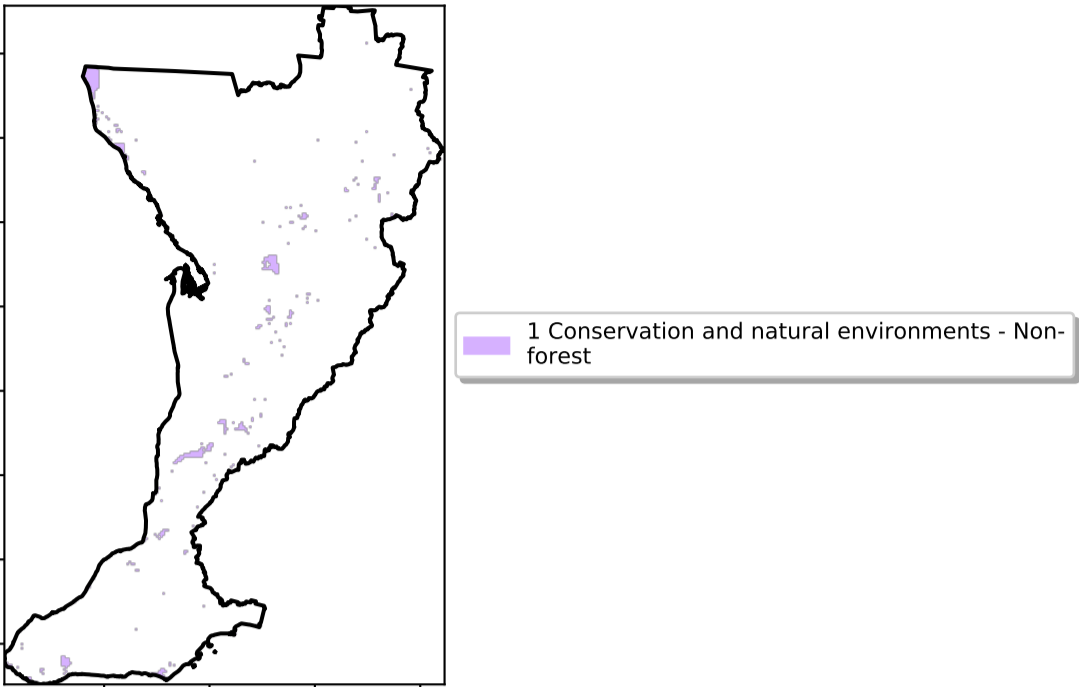 1 Conservation and natural environments - Non-
forest